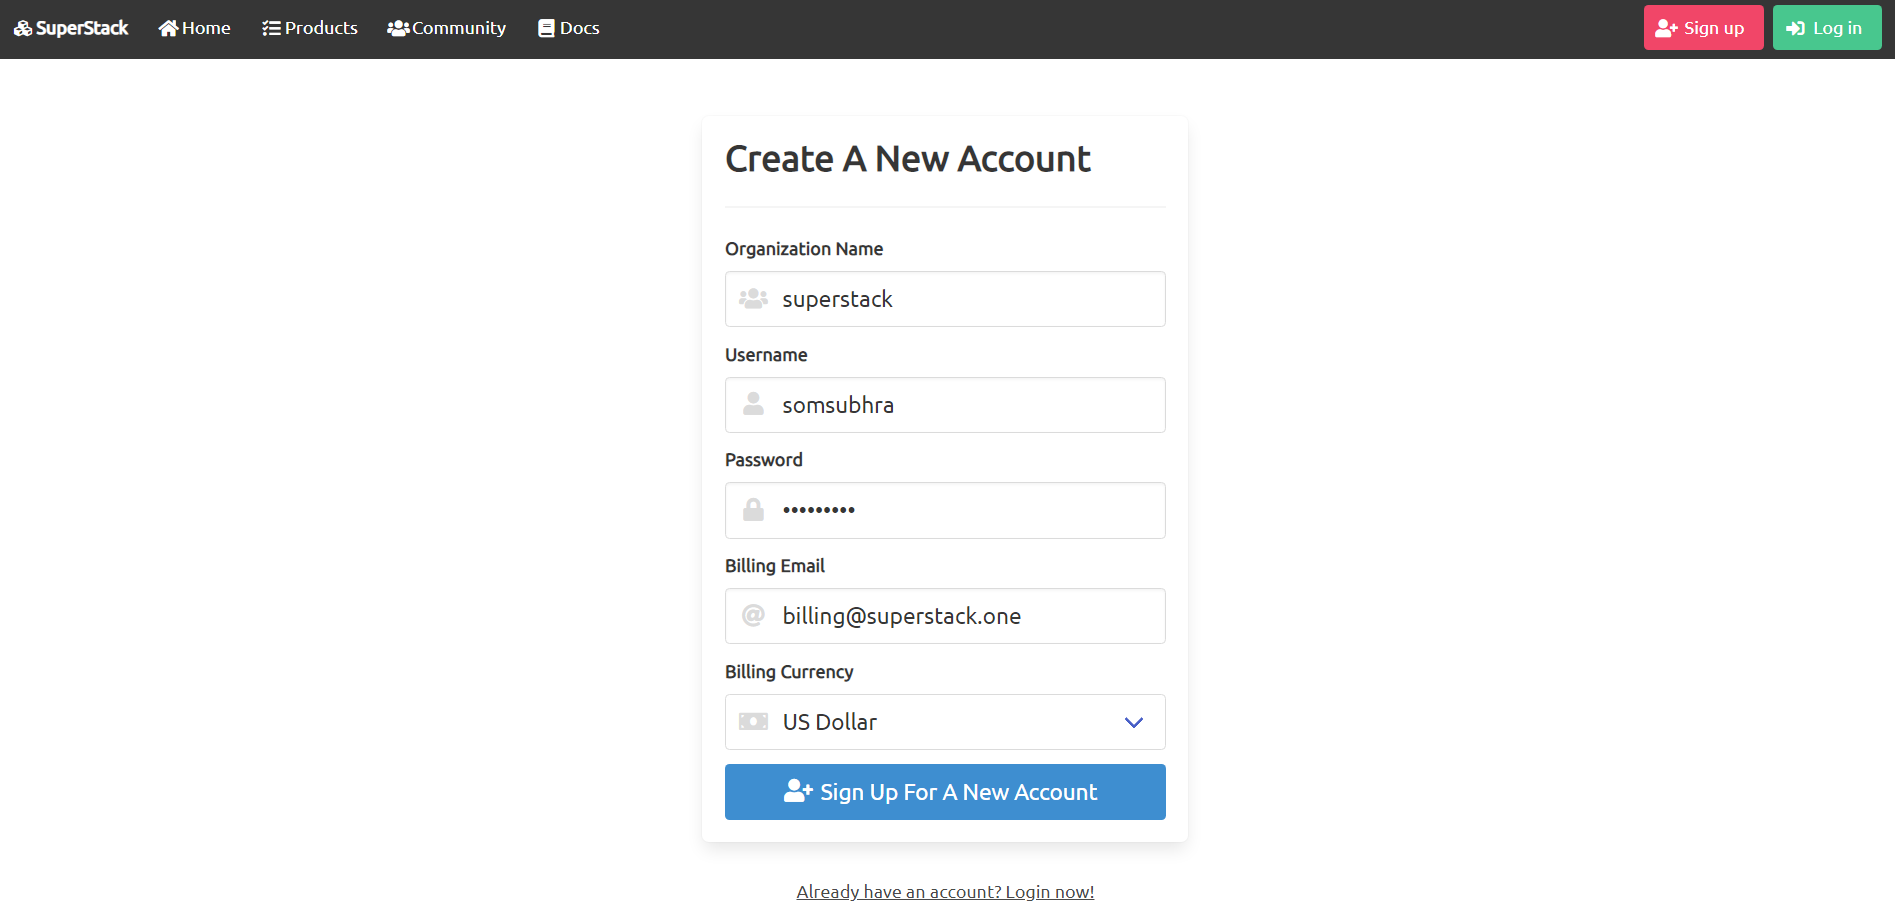 SuperStack Home Products Community Docs Sign up Log in
Create A New Account
Organization Name
superstack
Username
somsubhra
Password
•••••••••
Billing Email
billing@superstack.one
Billing Currency
US Dollar
Sign Up For A New Account
Already have an account? Login now!